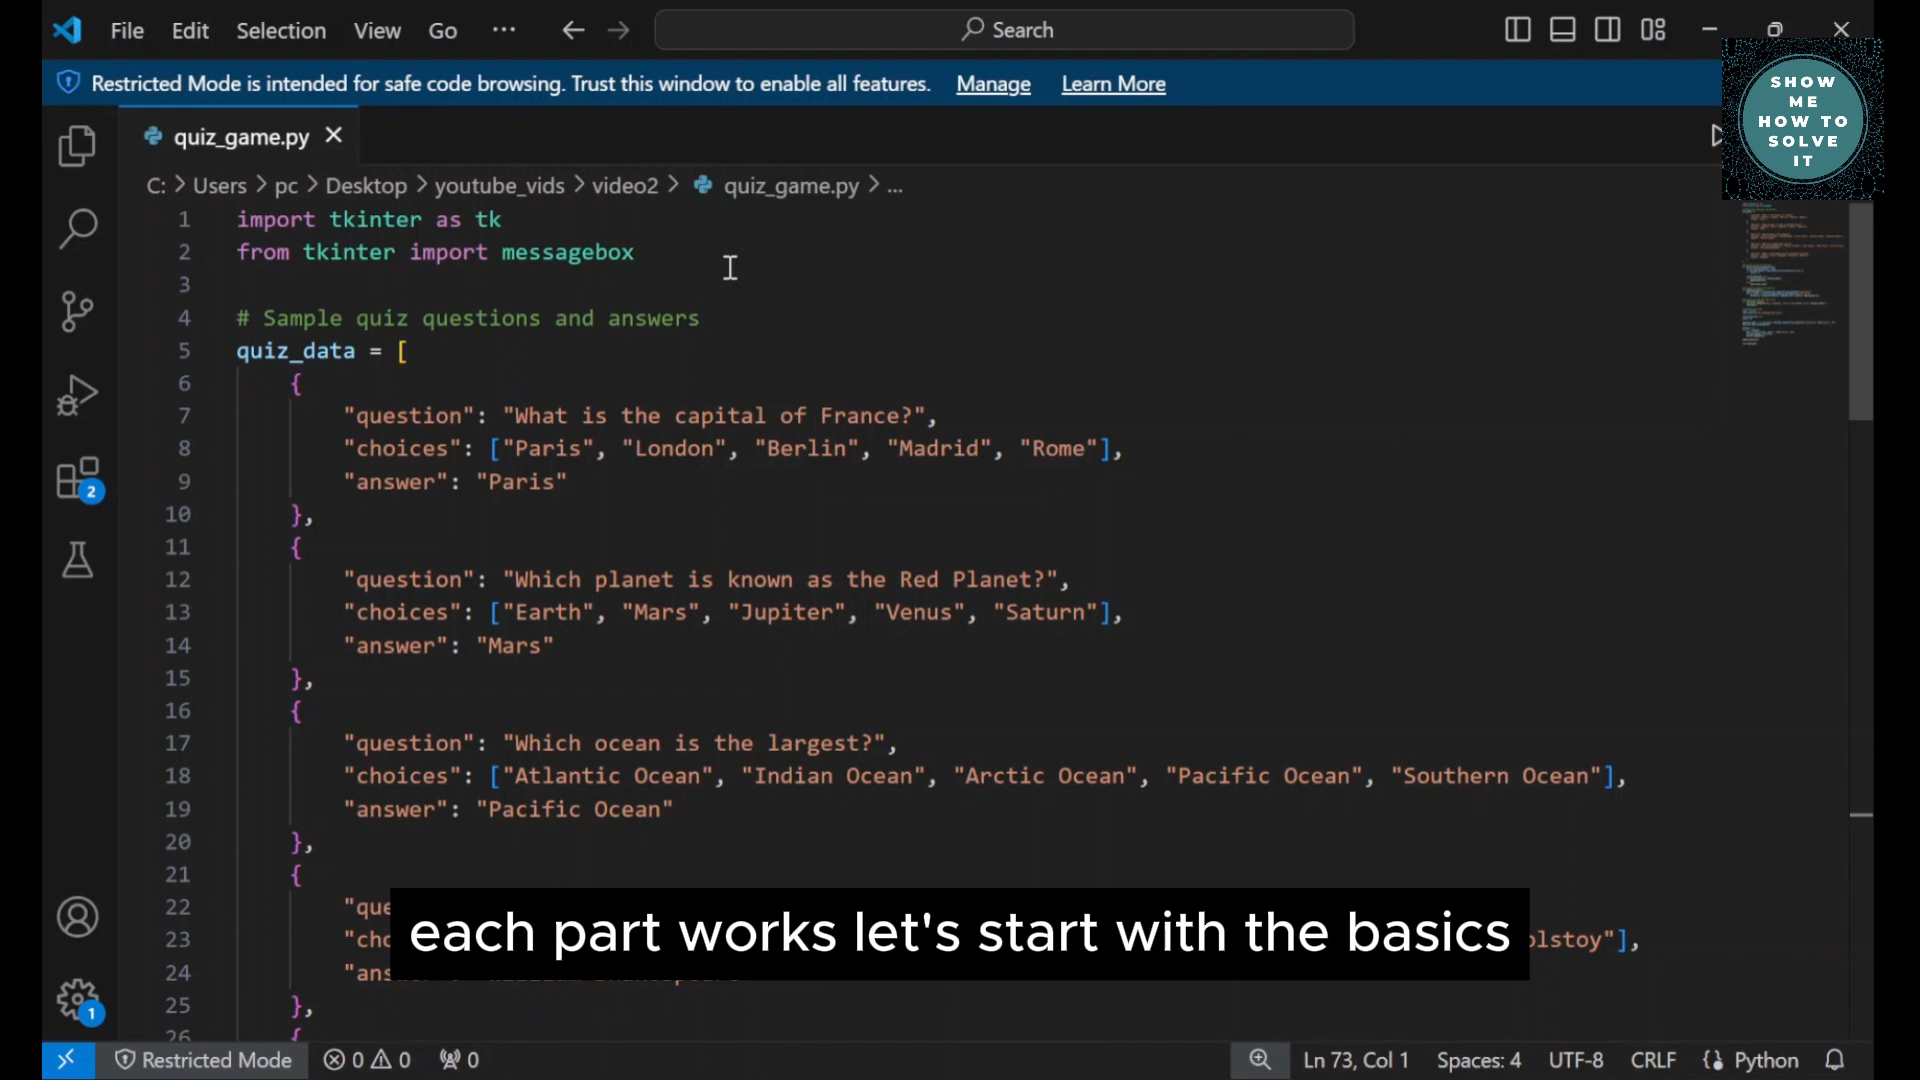 File Edit Selection View Go ... Search
Restricted Mode is intended for safe code browsing. Trust this window to enable all features. Manage Learn More
SHOW
ME
HOW TO
SOLVE
IT
quiz_game.py
C: > Users > pc > Desktop > youtube_vids > video2 > quiz_game.py > ...
1 import tkinter as tk
2 from tkinter import messagebox
3
4 # Sample quiz questions and answers
5 quiz_data = [
6 {
7 "question": "What is the capital of France?",
8 "choices": ["Paris", "London", "Berlin", "Madrid", "Rome"],
9 "answer": "Paris"
10 },
11 {
12 "question": "Which planet is known as the Red Planet?",
13 "choices": ["Earth", "Mars", "Jupiter", "Venus", "Saturn"],
14 "answer": "Mars"
15 },
16 {
17 "question": "Which ocean is the largest?",
18 "choices": ["Atlantic Ocean", "Indian Ocean", "Arctic Ocean", "Pacific Ocean", "Southern Ocean"],
19 "answer": "Pacific Ocean"
20 },
21 {
22 "que
23 "cho olstoy"],
24 "ans
25 },
26 {
2
1
each part works let's start with the basics
Restricted Mode 0 0 0 Ln 73, Col 1 Spaces: 4 UTF-8 CRLF Python